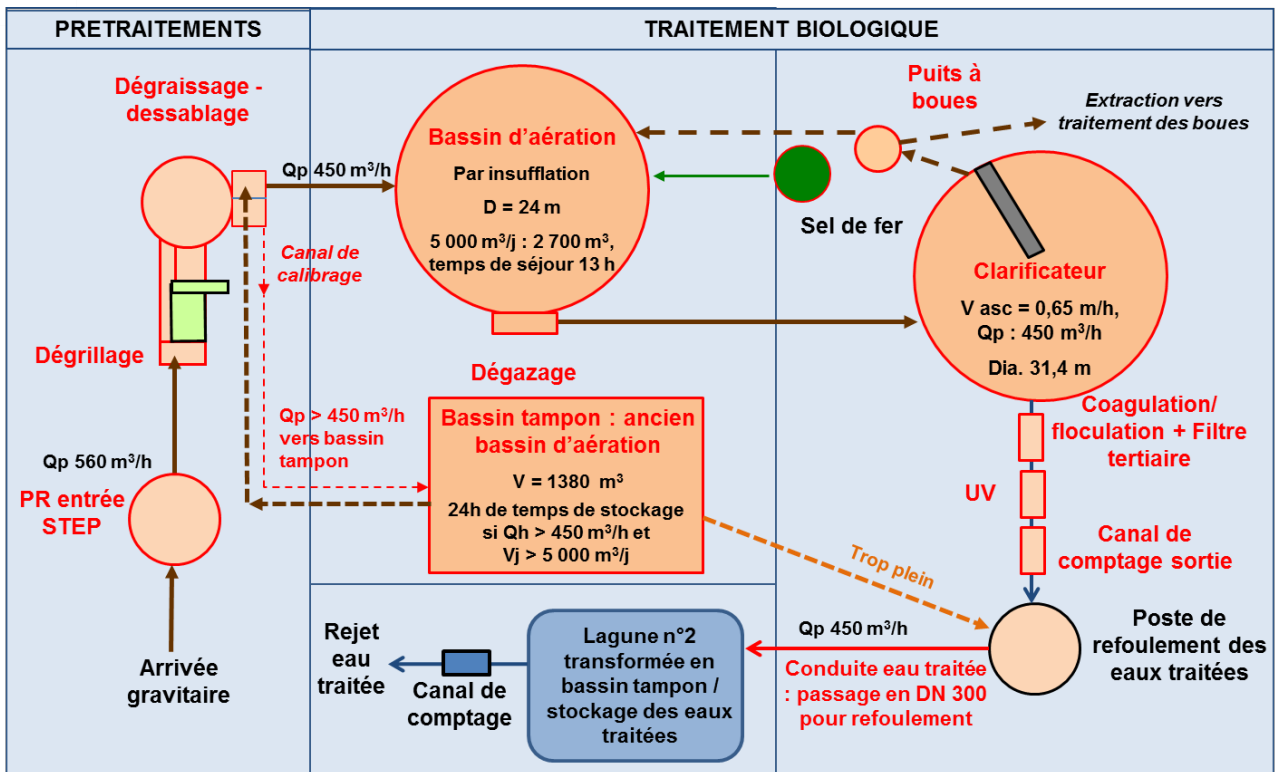 PRETRAITEMENTS
TRAITEMENT BIOLOGIQUE
Dégraissage -
dessablage
Qp 450 m³/h
Canal de
calibrage
Dégrillage
Qp > 450 m³/h
vers bassin
tampon
Qp 560 m³/h
PR entrée
STEP
Arrivée
gravitaire
Bassin d'aération
Par insufflation
D = 24 m
5 000 m³/j : 2 700 m³,
temps de séjour 13 h
Dégazage
Bassin tampon : ancien
bassin d'aération
V = 1380 m³
24h de temps de stockage
si Qh > 450 m³/h et
Vj > 5 000 m³/j
Puits à
boues
Extraction vers
traitement des boues
Sel de fer
Clarificateur
V asc = 0,65 m/h,
Qp : 450 m³/h
Dia. 31,4 m
Coagulation/
floculation + Filtre
tertiaire
UV
Canal de
comptage sortie
Trop plein
Poste de
refoulement des
eaux traitées
Qp 450 m³/h
Conduite eau traitée
: passage en DN 300
pour refoulement
Lagune n°2
transformée en
bassin tampon /
stockage des eaux
traitées
Canal de
comptage
Rejet
eau
traitée